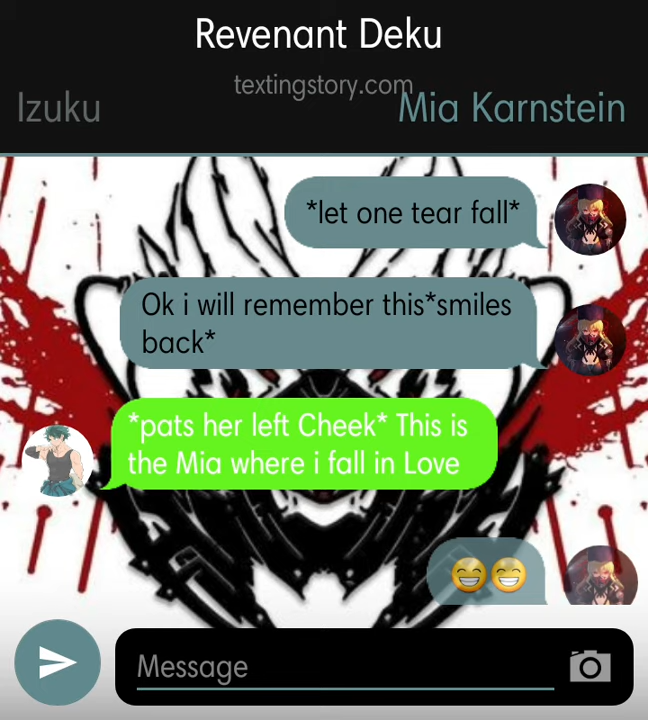 Revenant Deku
textingstory.com
Izuku
Mia Karnstein
*let one tear fall*
Ok i will remember this*smiles
back*
*pats her left Cheek* This is
the Mia where i fall in Love
😁😁
Message